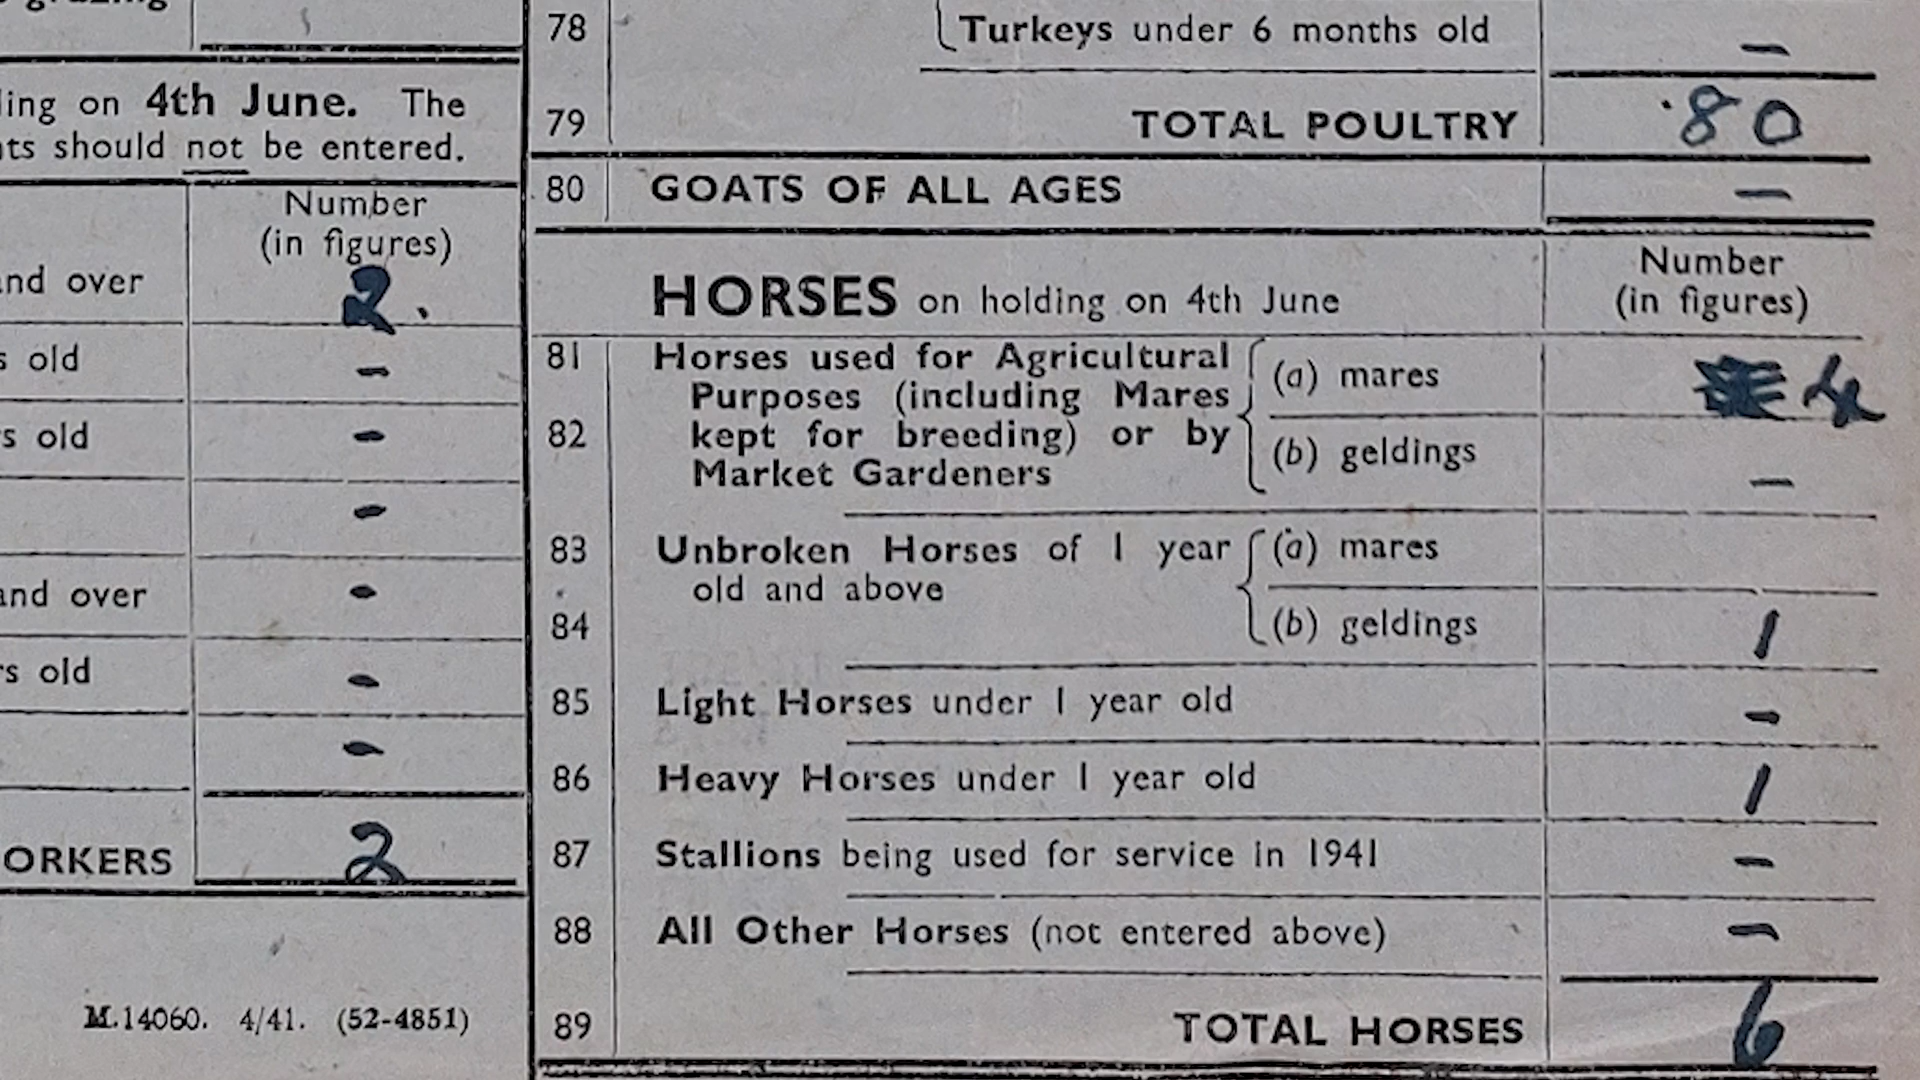 ling on 4th June. The
ts should not be entered.
Number
(in figures)
and over 2.
s old -
s old -
-
and over -
rs old -
-
ORKERS 2
M.14060. 4/41. (52-4851)
78 Turkeys under 6 months old -
79 TOTAL POULTRY 80
80 GOATS OF ALL AGES -
HORSES on holding on 4th June
Number
(in figures)
81 Horses used for Agricultural (a) mares 4
Purposes (including Mares
82 kept for breeding) or by (b) geldings -
Market Gardeners
83 Unbroken Horses of 1 year (a) mares
old and above
84 (b) geldings 1
85 Light Horses under 1 year old -
86 Heavy Horses under 1 year old 1
87 Stallions being used for service in 1941 -
88 All Other Horses (not entered above) -
89 TOTAL HORSES 6